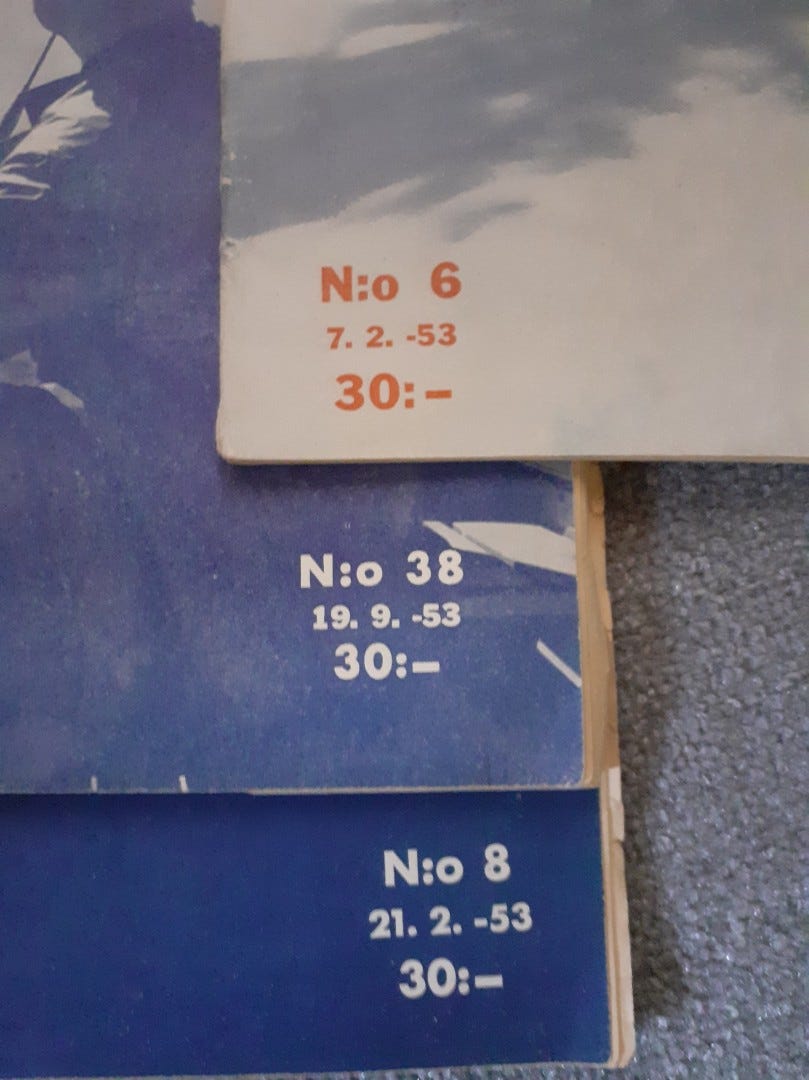 N:o 6
7. 2. -53
30:–
N:o 38
19. 9. -53
30:–
N:o 8
21. 2. -53
30:–